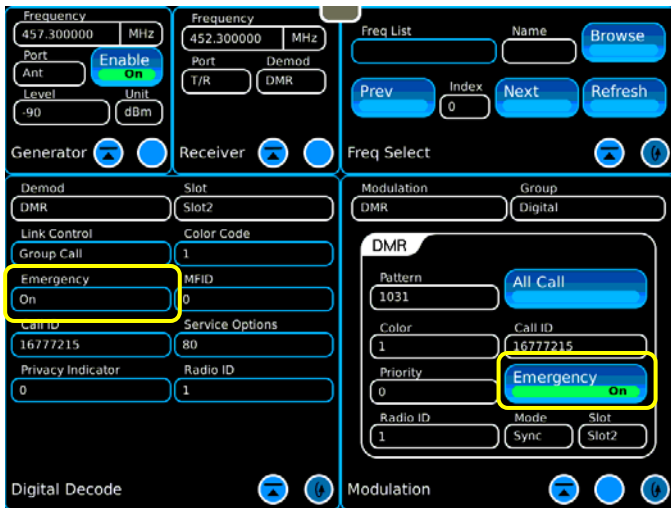 Frequency
457.300000 MHz
Port
Ant
Enable
On
Level Unit
-90 dBm
Generator
Frequency
452.300000 MHz
Port Demod
T/R DMR
Receiver
Freq List Name
Browse
Prev
Index
0
Next
Refresh
Freq Select
Demod Slot
DMR Slot2
Link Control Color Code
Group Call 1
Emergency MFID
On 0
Call ID Service Options
16777215 80
Privacy Indicator Radio ID
0 1
Digital Decode
Modulation Group
DMR Digital
DMR
Pattern
1031
All Call
Color Call ID
1 16777215
Priority
0
Emergency
On
Radio ID Mode Slot
1 Sync Slot2
Modulation